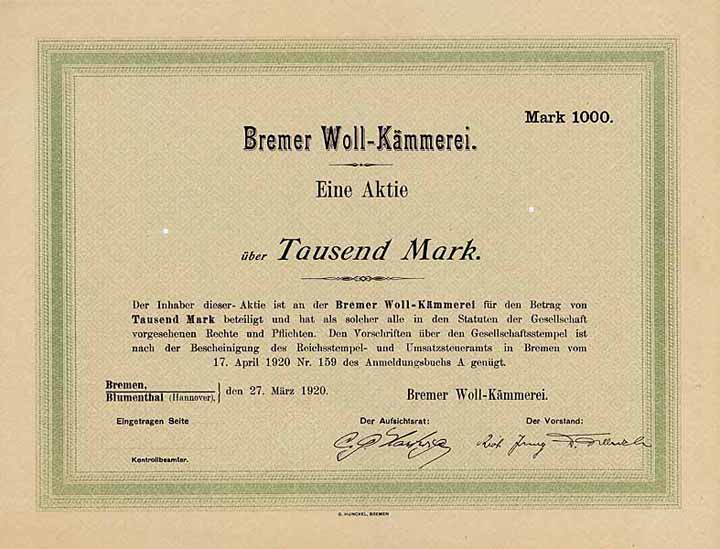 Mark 1000.
Bremer Woll-Kämmerei.
Eine Aktie
über Tausend Mark.
Der Inhaber dieser Aktie ist an der Bremer Woll-Kämmerei für den Betrag von
Tausend Mark beteiligt und hat als solcher alle in den Statuten der Gesellschaft
vorgesehenen Rechte und Pflichten. Den Vorschriften über den Gesellschaftsstempel ist
nach der Bescheinigung des Reichsstempel- und Umsatzsteueramts in Bremen vom
17. April 1920 Nr. 159 des Anmeldungsbuchs A genügt.
Bremen,
Blumenthal (Hannover), } den 27. März 1920. Bremer Woll-Kämmerei.
Eingetragen Seite Der Aufsichtsrat: Der Vorstand:
Kontrollbeamter.
G. HUNCKEL, BREMEN